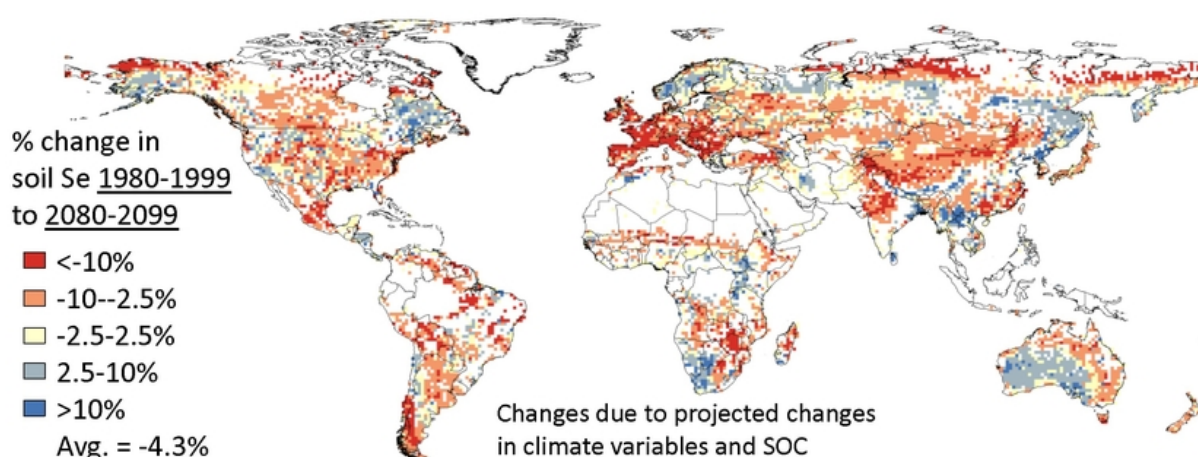 % change in
soil Se 1980-1999
to 2080-2099
<-10%
-10--2.5%
-2.5-2.5%
2.5-10%
>10%
Avg. = -4.3%
Changes due to projected changes
in climate variables and SOC